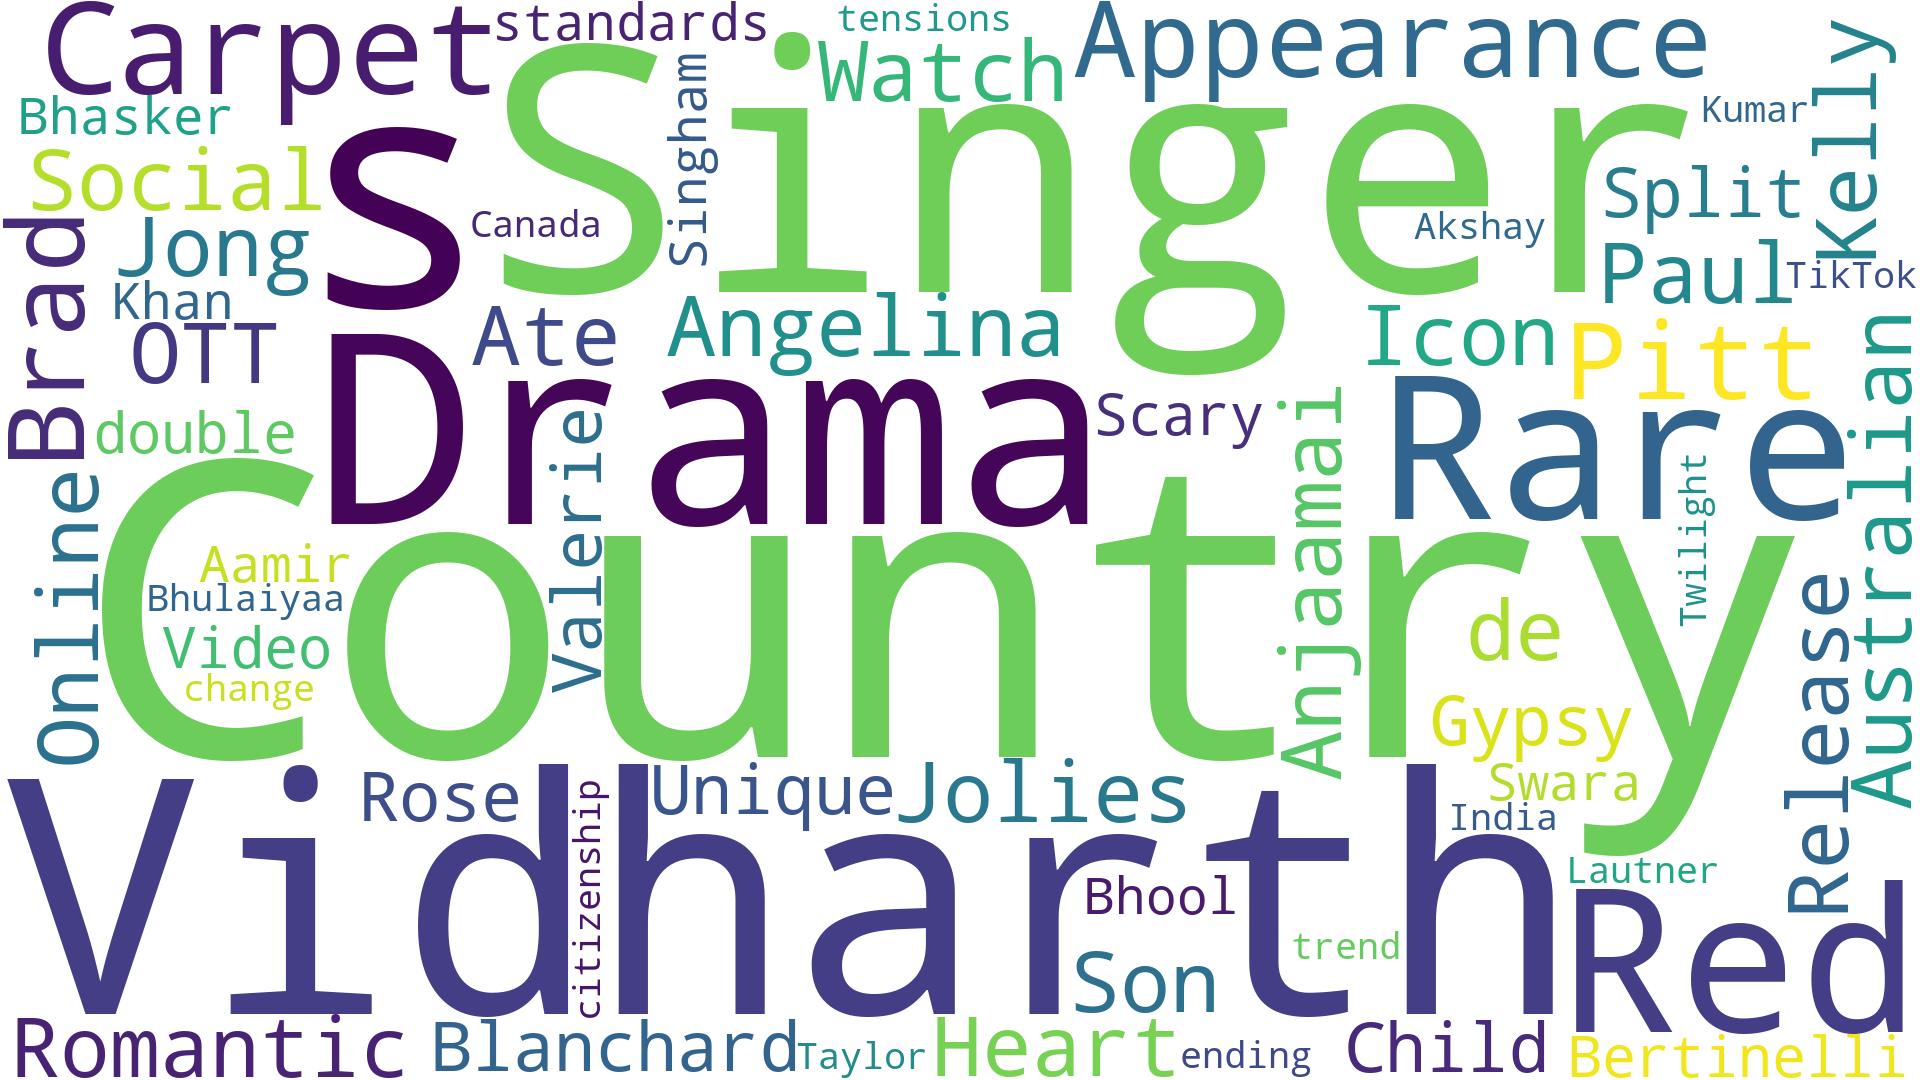 Carpet
standards
tensions
Watch
Appearance
Kelly
Bhasker
Singham
Singer
Kumar
Social
s
Canada
Akshay
Split
Brad
Jong
Khan
Paul
TikTok
OTT
Ate
Angelina
Icon
Pitt
Australian
double
Drama
Scary
Rare
Online
Valerie
Anjaamai
Twilight
Aamir
Bhulaiyaa
Country
de
Release
Video
change
Gypsy
Rose
citizenship
Unique
Jolies
Swara
India
Vidharth
Bhool
Lautner
Red
trend
Son
Romantic
Blanchard
Taylor
Heart
ending
Child
Bertinelli